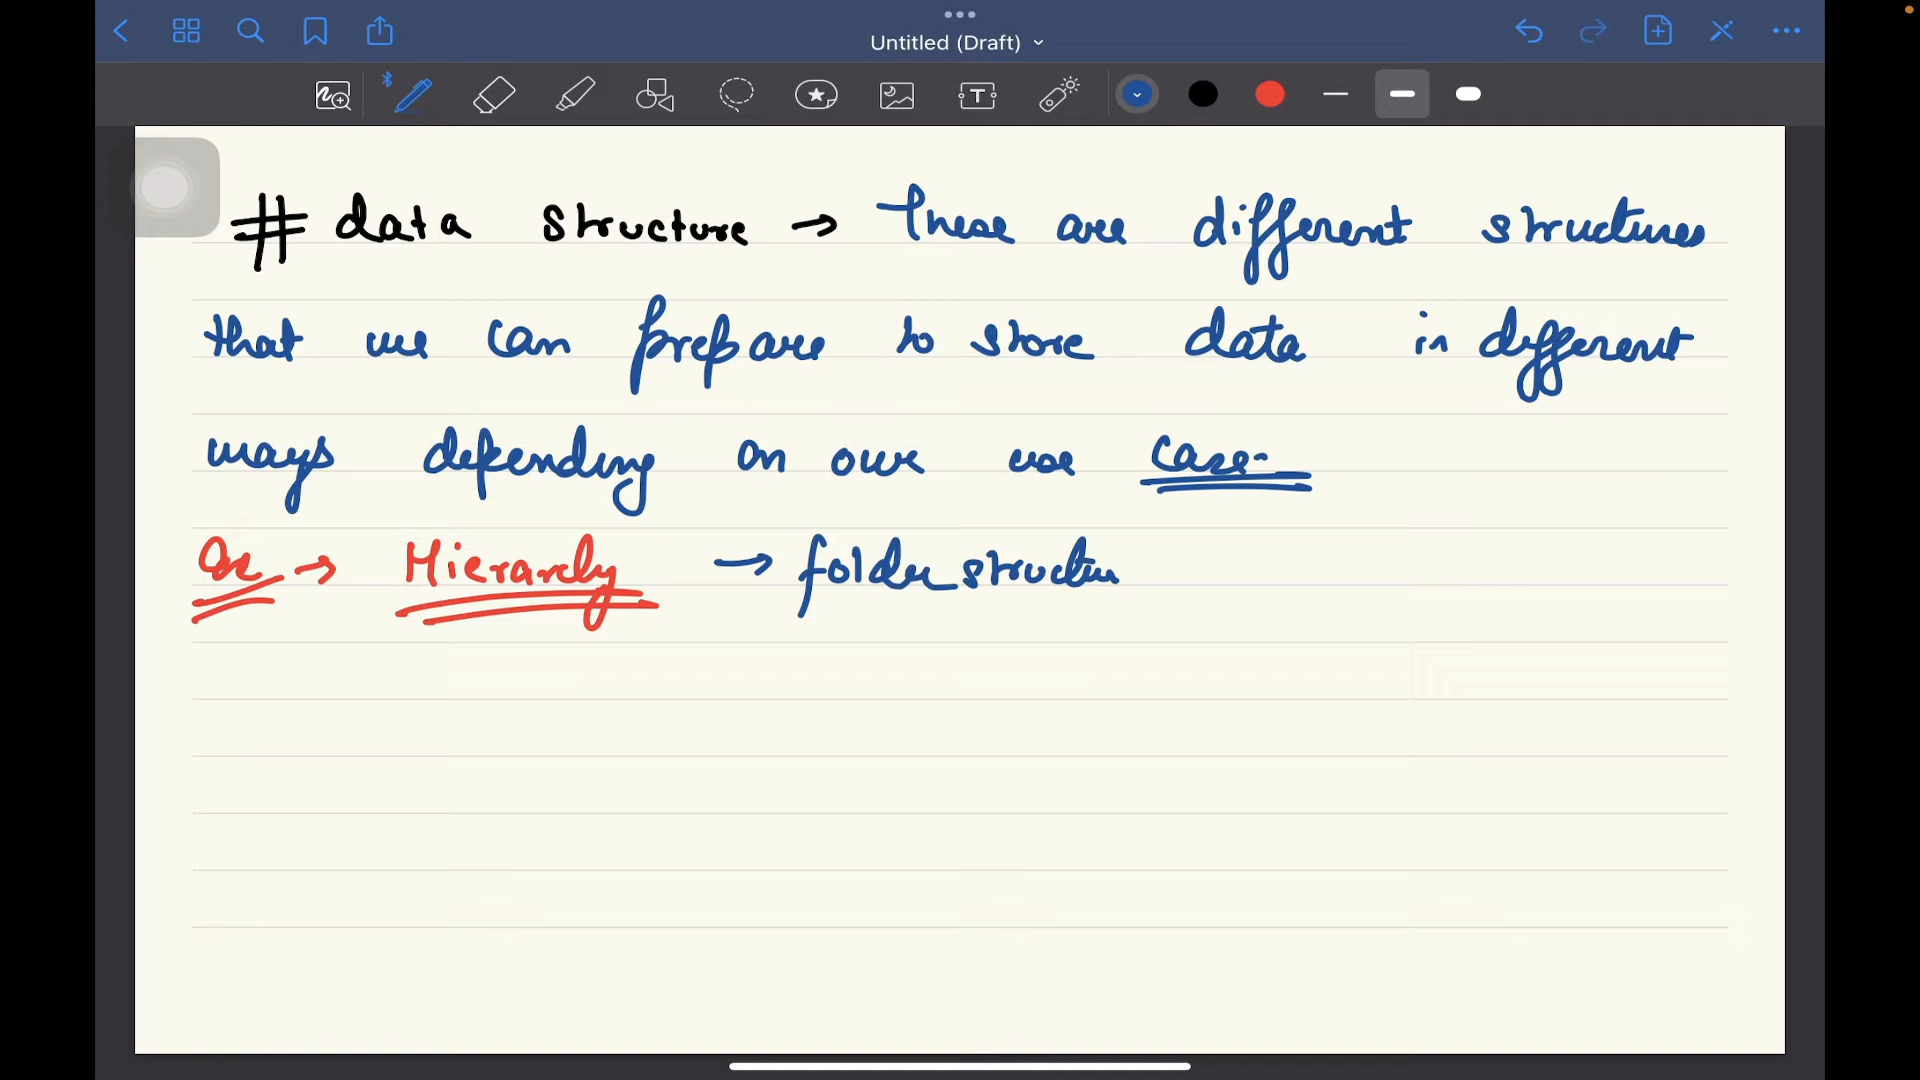 Untitled (Draft)
# data structure → These are different structures
that we can prepare to store data in different
ways depending on our use case.
Ex → Hierarchy → folder structu